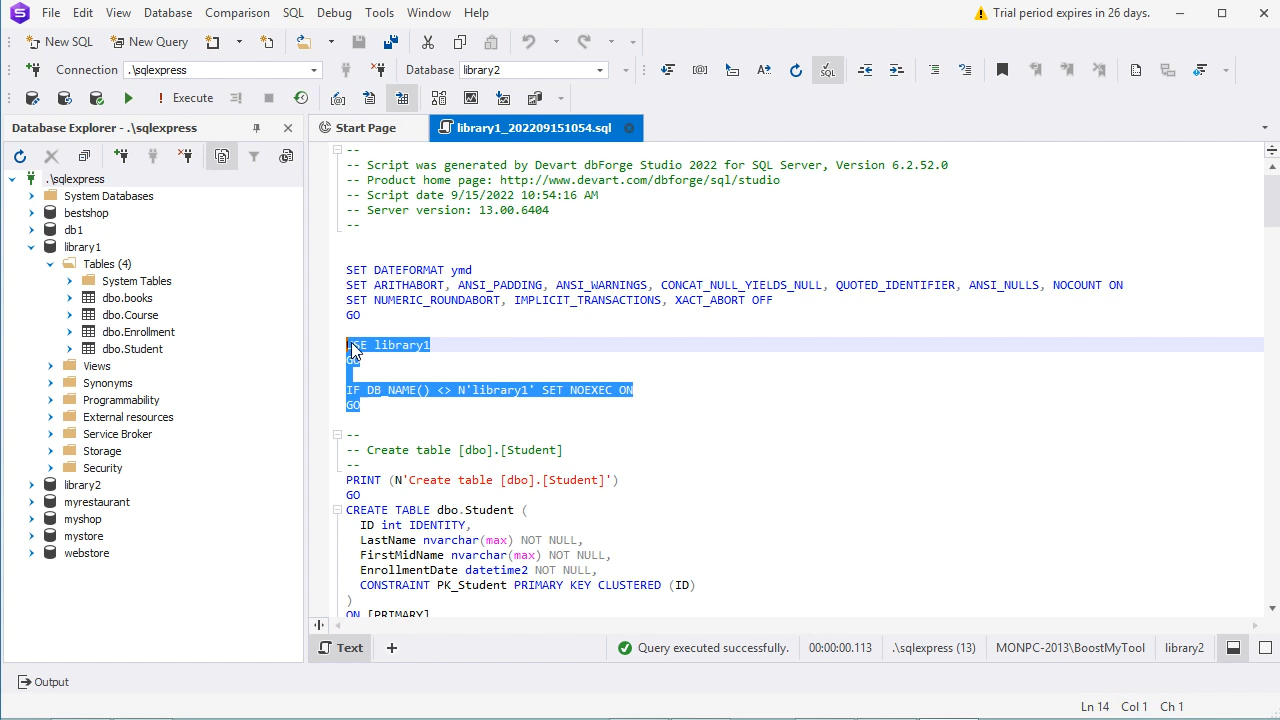 File Edit View Database Comparison SQL Debug Tools Window Help Trial period expires in 26 days.
New SQL New Query
Connection .\sqlexpress Database library2
Execute
Database Explorer - .\sqlexpress
Start Page library1_202209151054.sql
.\sqlexpress
System Databases
bestshop
db1
library1
Tables (4)
System Tables
dbo.books
dbo.Course
dbo.Enrollment
dbo.Student
Views
Synonyms
Programmability
External resources
Service Broker
Storage
Security
library2
myrestaurant
myshop
mystore
webstore
--
-- Script was generated by Devart dbForge Studio 2022 for SQL Server, Version 6.2.52.0
-- Product home page: http://www.devart.com/dbforge/sql/studio
-- Script date 9/15/2022 10:54:16 AM
-- Server version: 13.00.6404
--
SET DATEFORMAT ymd
SET ARITHABORT, ANSI_PADDING, ANSI_WARNINGS, CONCAT_NULL_YIELDS_NULL, QUOTED_IDENTIFIER, ANSI_NULLS, NOCOUNT ON
SET NUMERIC_ROUNDABORT, IMPLICIT_TRANSACTIONS, XACT_ABORT OFF
GO
USE library1
GO
IF DB_NAME() <> N'library1' SET NOEXEC ON
GO
--
-- Create table [dbo].[Student]
--
PRINT (N'Create table [dbo].[Student]')
GO
CREATE TABLE dbo.Student (
ID int IDENTITY,
LastName nvarchar(max) NOT NULL,
FirstMidName nvarchar(max) NOT NULL,
EnrollmentDate datetime2 NOT NULL,
CONSTRAINT PK_Student PRIMARY KEY CLUSTERED (ID)
)
ON [PRIMARY]
Text Query executed successfully. 00:00:00.113 .\sqlexpress (13) MONPC-2013\BoostMyTool library2
Output
Ln 14 Col 1 Ch 1